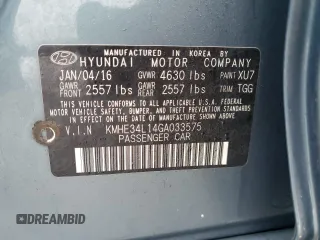 MANUFACTURED IN KOREA BY
HYUNDAI MOTOR COMPANY
JAN/04/16 GVWR 4630 lbs PAINT XU7
GAWR FRONT 2557 lbs GAWR REAR 2557 lbs TRIM TGG
THIS VEHICLE CONFORMS TO ALL APPLICABLE
U.S. FEDERAL MOTOR VEHICLE SAFETY, BUMPER,
AND THEFT PREVENTION STANDARDS IN EFFECT
ON THE DATE OF MANUFACTURE SHOWN ABOVE.
V.I.N KMHE34L14GA033575
PASSENGER CAR
DREAMBID